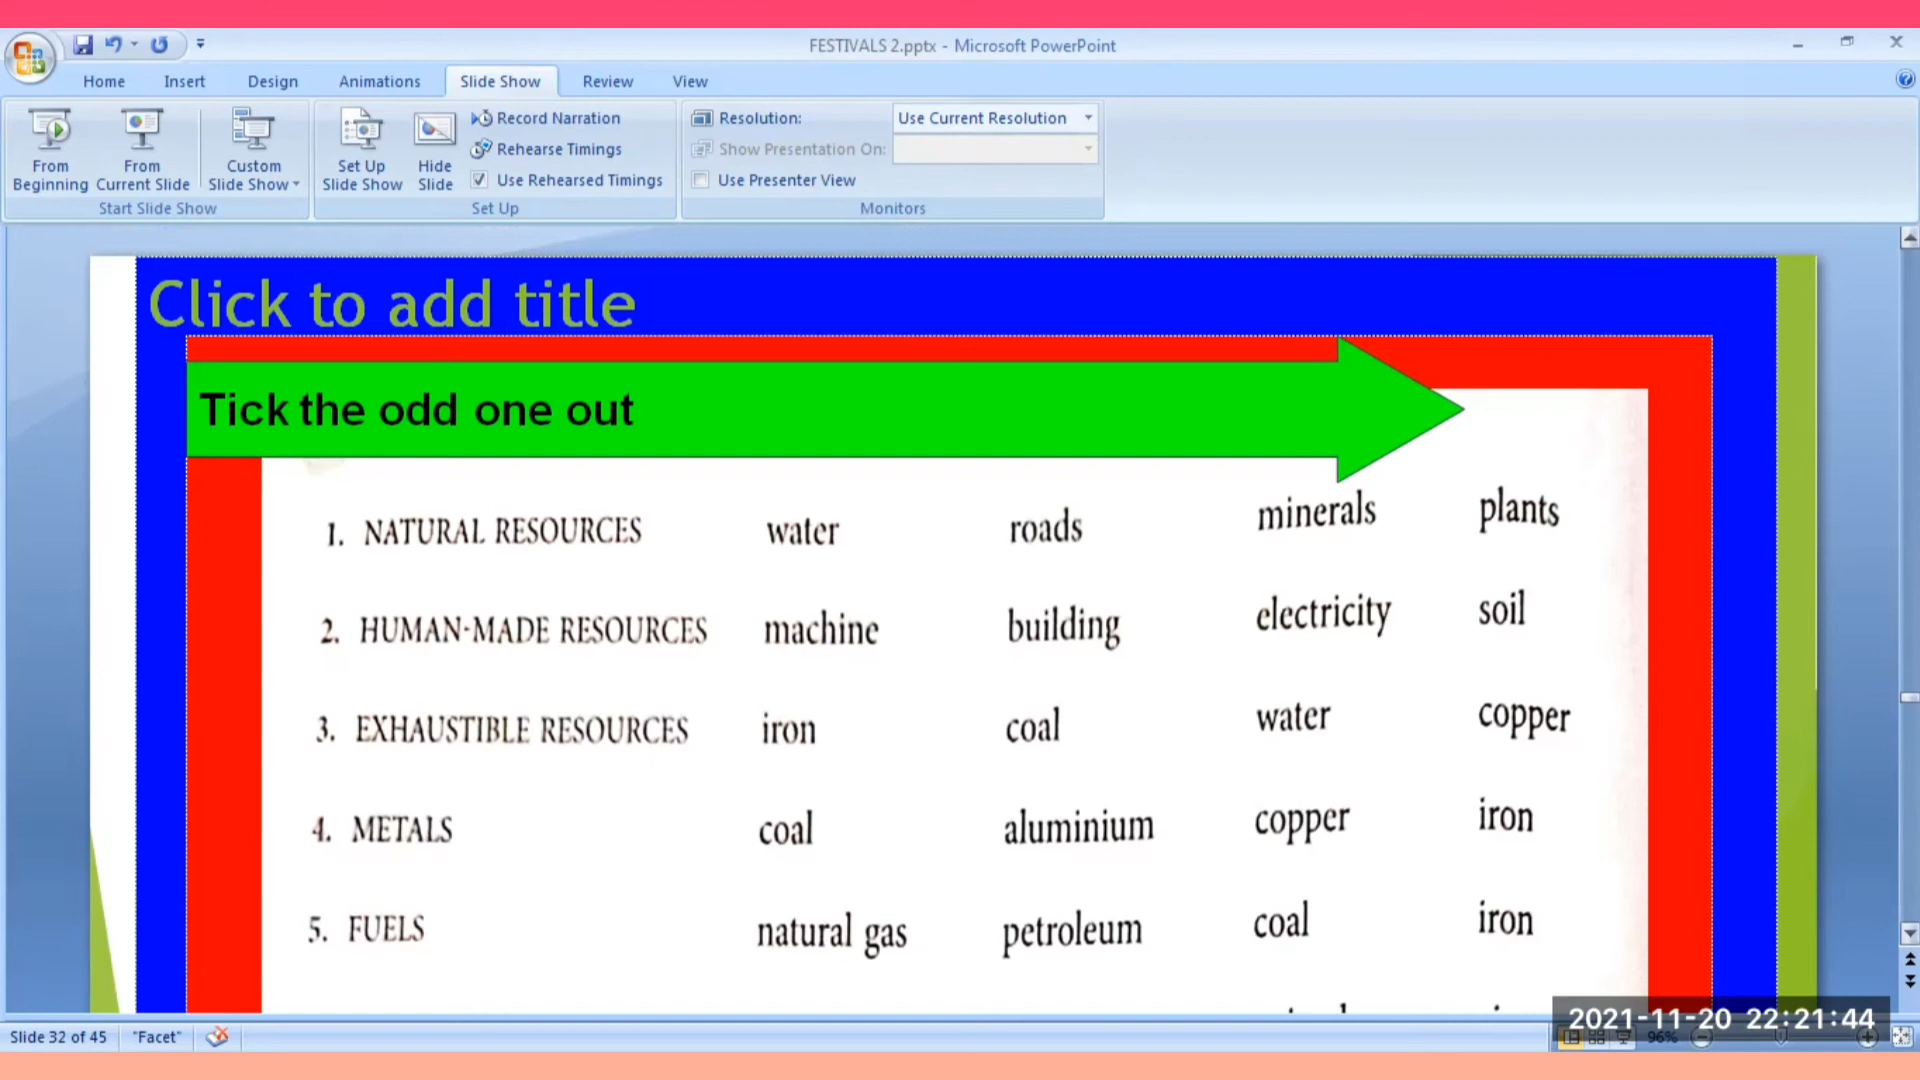 FESTIVALS 2.pptx - Microsoft PowerPoint
Home Insert Design Animations Slide Show Review View
From Beginning
From Current Slide
Custom Slide Show
Start Slide Show
Set Up Slide Show
Hide Slide
Record Narration
Rehearse Timings
Use Rehearsed Timings
Set Up
Resolution: Use Current Resolution
Show Presentation On:
Use Presenter View
Monitors
Click to add title
Tick the odd one out
1. NATURAL RESOURCES water roads minerals plants
2. HUMAN-MADE RESOURCES machine building electricity soil
3. EXHAUSTIBLE RESOURCES iron coal water copper
4. METALS coal aluminium copper iron
5. FUELS natural gas petroleum coal iron
2021-11-20 22:21:44
Slide 32 of 45 "Facet" 96%